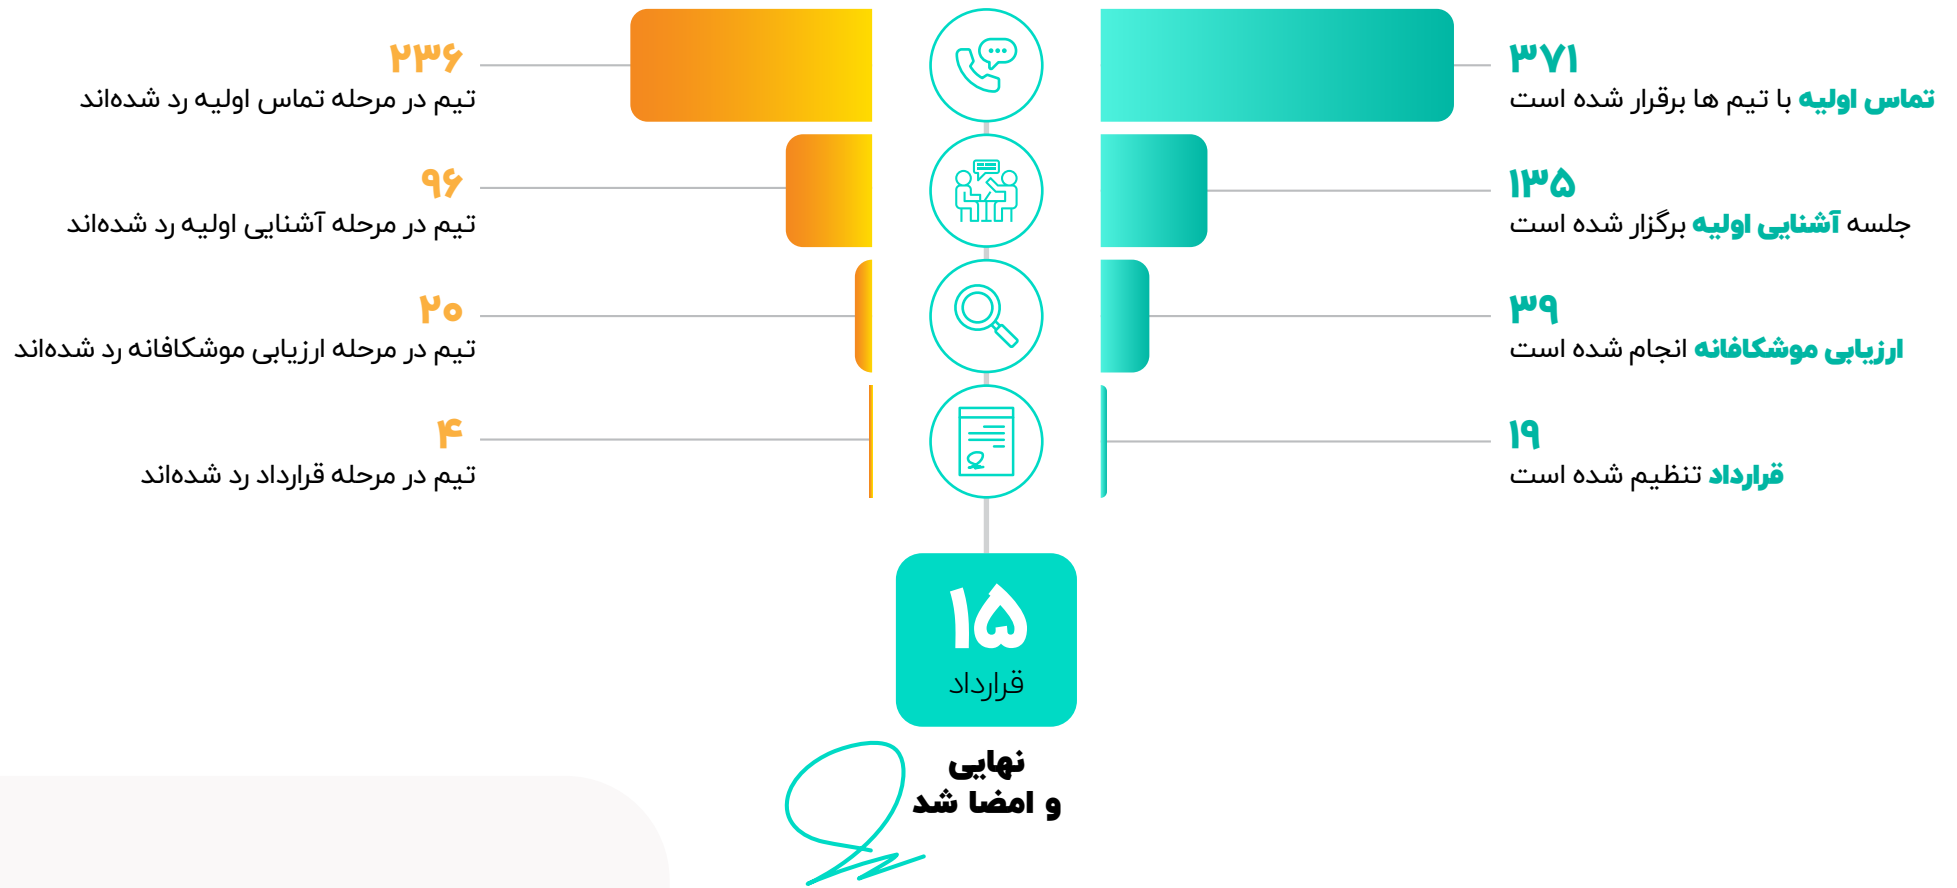 ۳۷۱
تماس اولیه با تیم ها برقرار شده است
۲۳۶
تیم در مرحله تماس اولیه رد شده‌اند
۱۳۵
جلسه آشنایی اولیه برگزار شده است
۹۶
تیم در مرحله آشنایی اولیه رد شده‌اند
۳۹
ارزیابی موشکافانه انجام شده است
۲۰
تیم در مرحله ارزیابی موشکافانه رد شده‌اند
۱۹
قرارداد تنظیم شده است
۴
تیم در مرحله قرارداد رد شده‌اند
۱۵
قرارداد
نهایی
و امضا شد